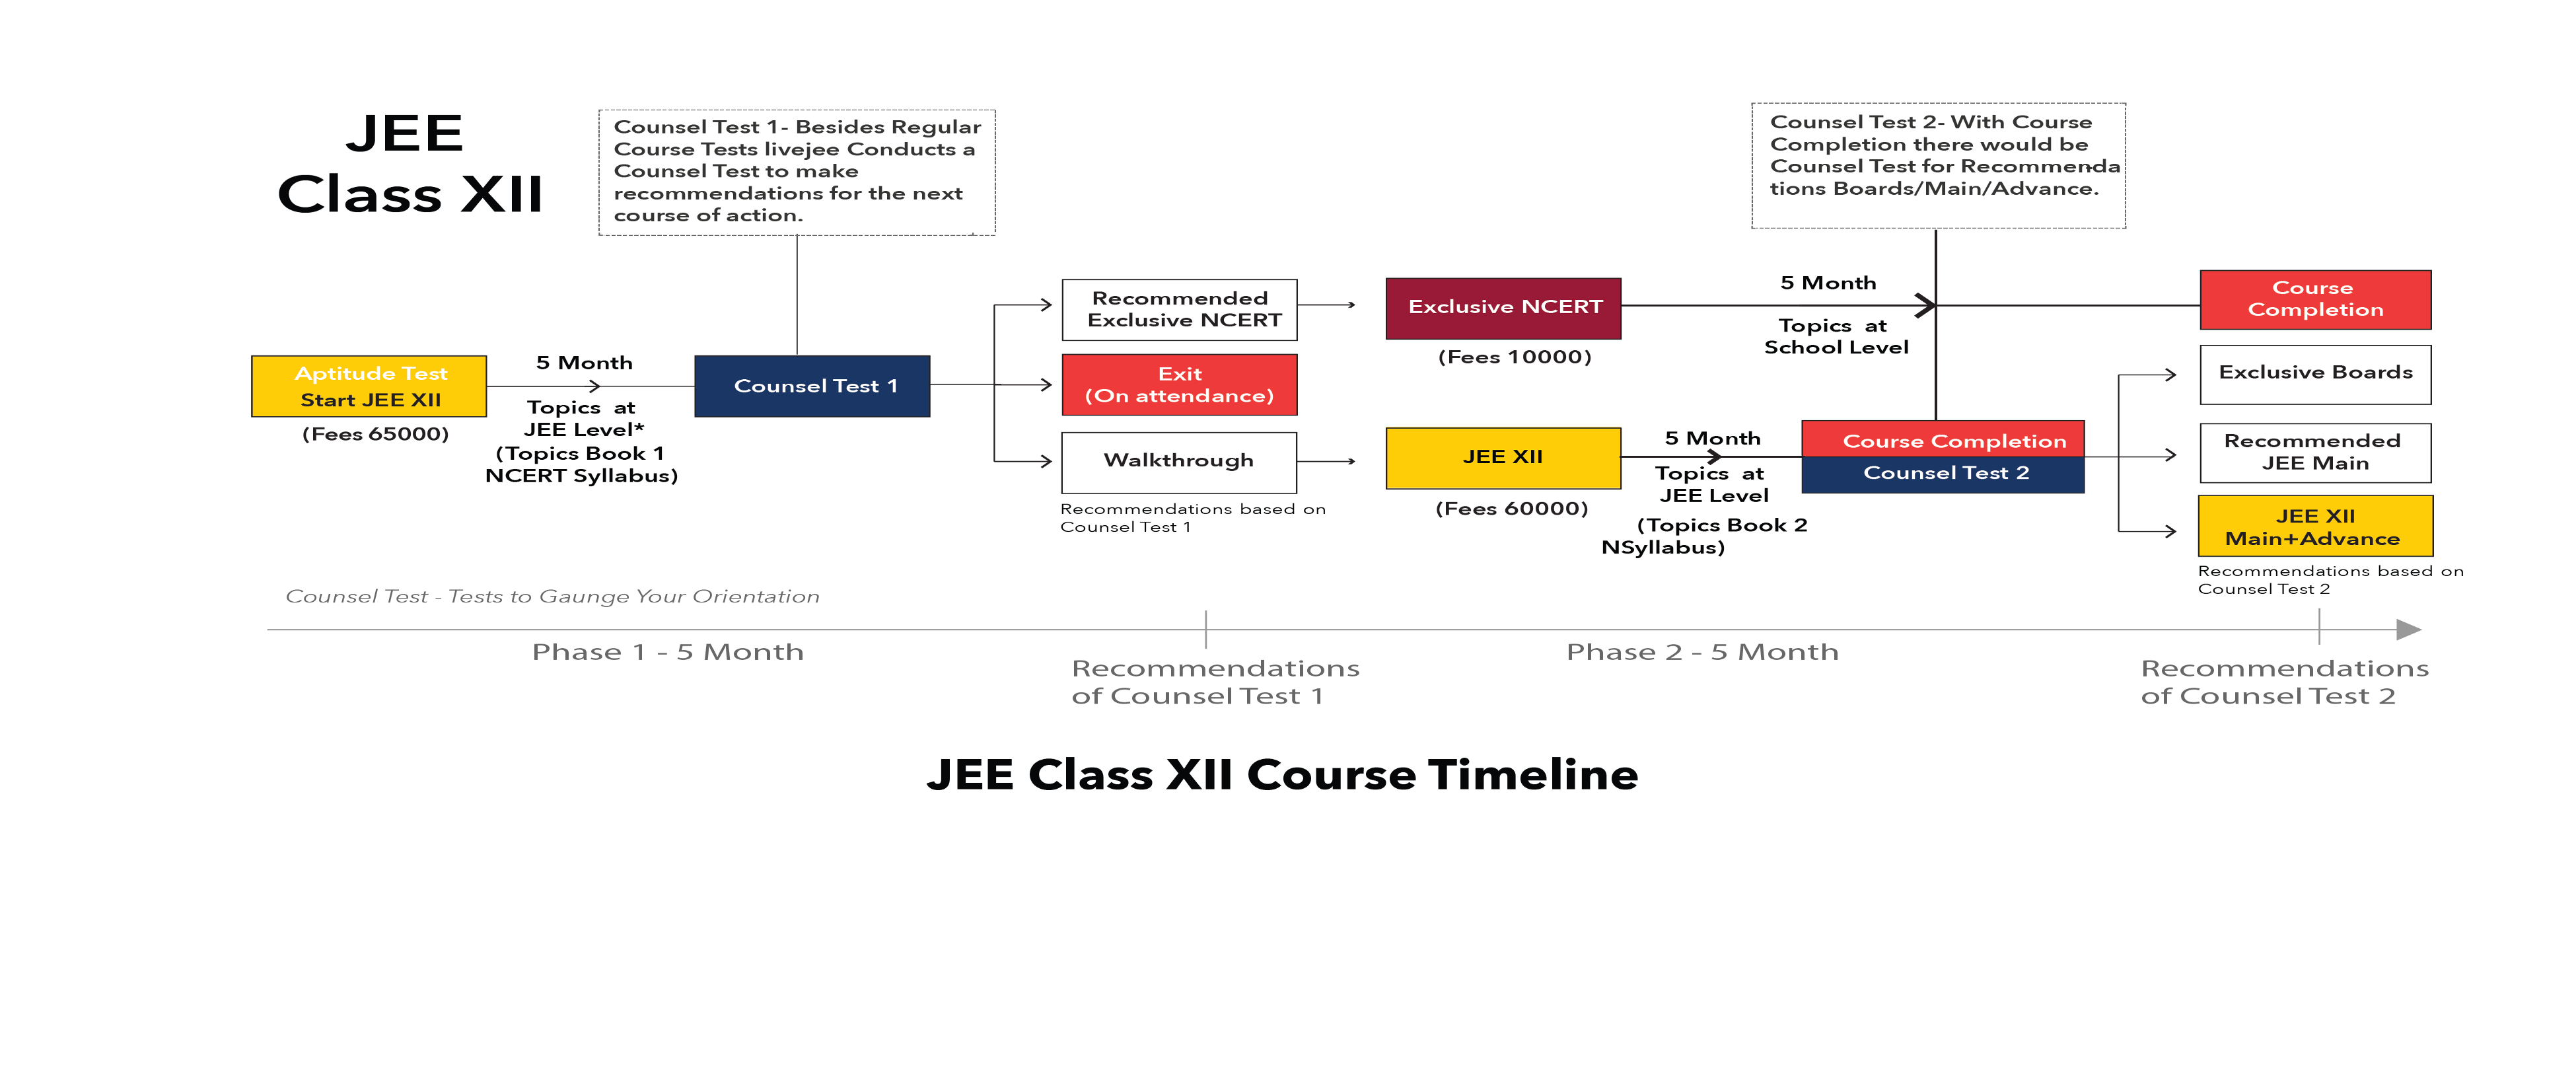 JEE
Class XII
Counsel Test 1- Besides Regular
Course Tests livejee Conducts a
Counsel Test to make
recommendations for the next
course of action.
Counsel Test 2- With Course
Completion there would be
Counsel Test for Recommenda-
tions Boards/Main/Advance.
Aptitude Test
Start JEE XII
(Fees 65000)
5 Month
Topics at
JEE Level*
(Topics Book 1
NCERT Syllabus)
Counsel Test 1
Recommended
Exclusive NCERT
Exit
(On attendance)
Walkthrough
Recommendations based on
Counsel Test 1
Exclusive NCERT
(Fees 10000)
5 Month
Topics at
School Level
JEE XII
(Fees 60000)
5 Month
Topics at
JEE Level
(Topics Book 2
NSyllabus)
Course Completion
Counsel Test 2
Course
Completion
Exclusive Boards
Recommended
JEE Main
JEE XII
Main+Advance
Recommendations based on
Counsel Test 2
Counsel Test - Tests to Gaunge Your Orientation
Phase 1 - 5 Month
Recommendations
of Counsel Test 1
Phase 2 - 5 Month
Recommendations
of Counsel Test 2
JEE Class XII Course Timeline